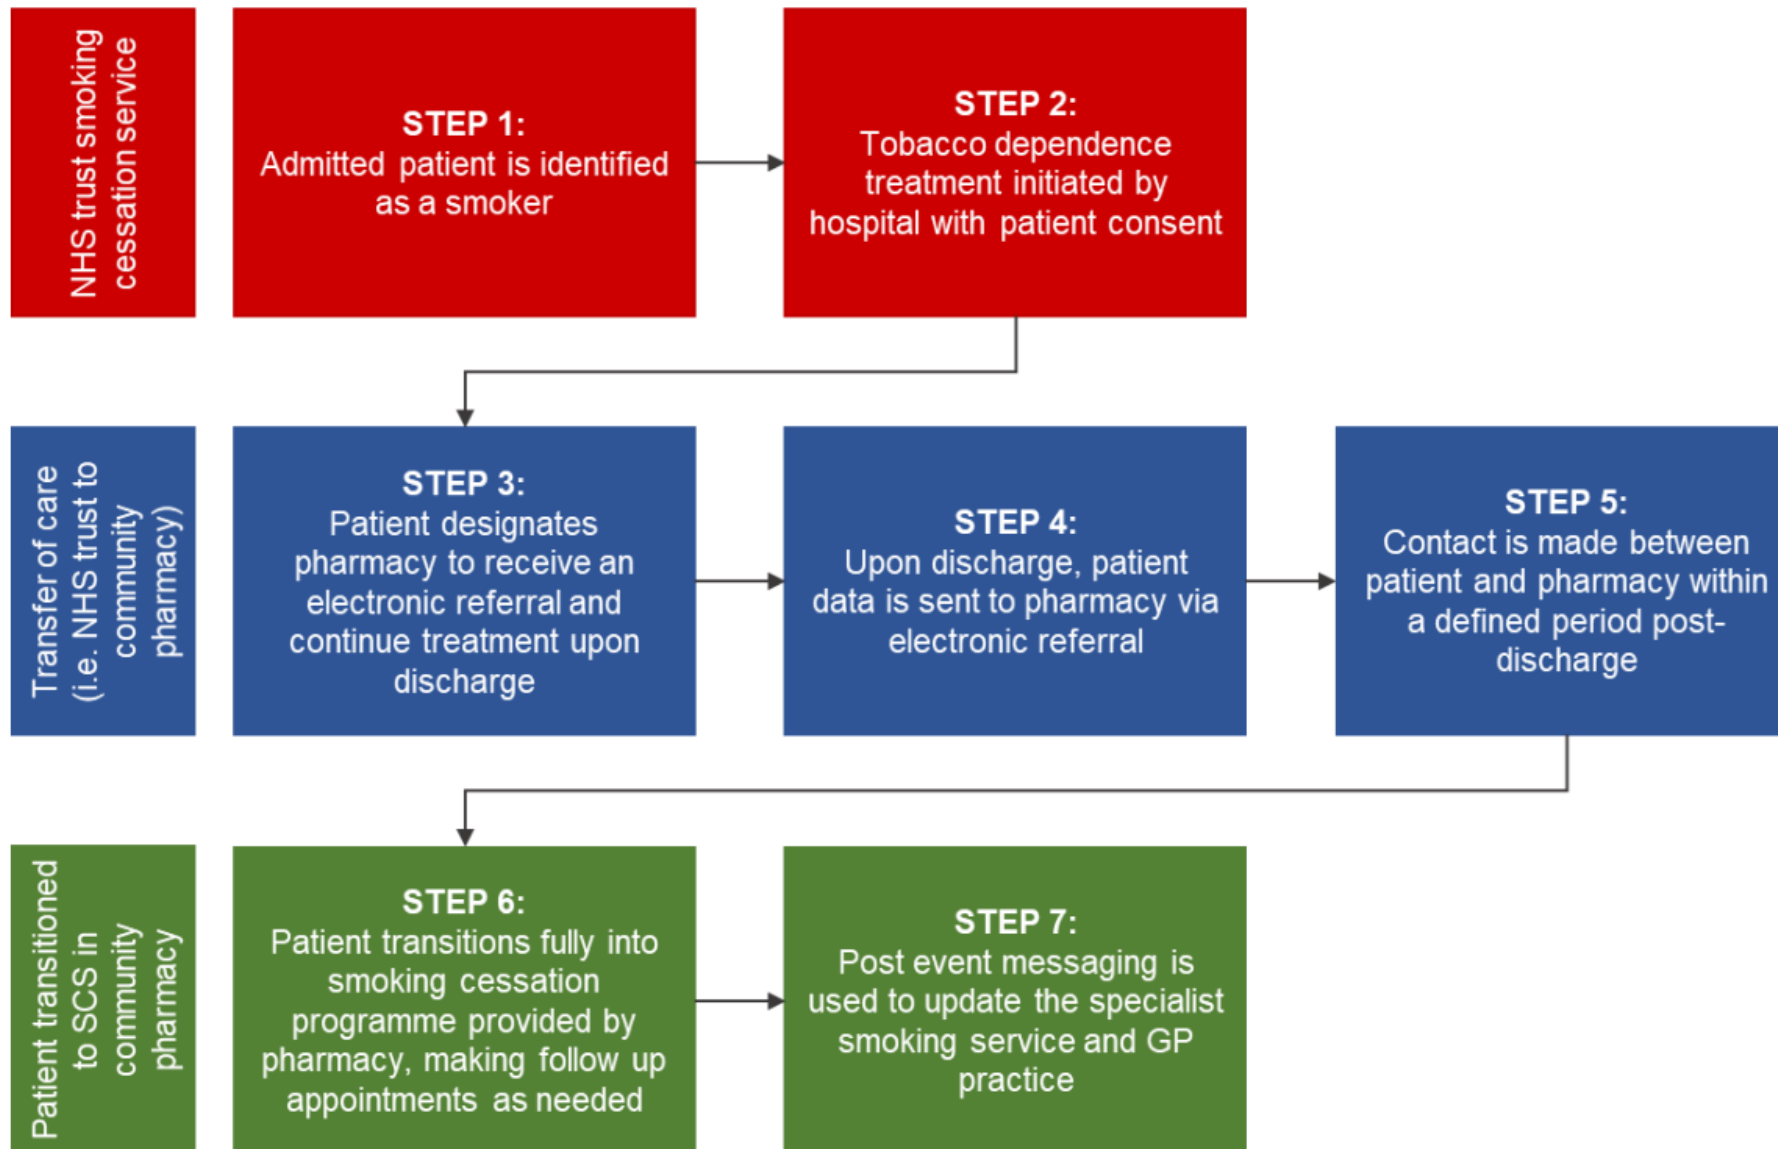 NHS trust smoking
cessation service
STEP 1:
Admitted patient is identified
as a smoker
STEP 2:
Tobacco dependence
treatment initiated by
hospital with patient consent
Transfer of care
(i.e. NHS trust to
community
pharmacy)
STEP 3:
Patient designates
pharmacy to receive an
electronic referral and
continue treatment upon
discharge
STEP 4:
Upon discharge, patient
data is sent to pharmacy via
electronic referral
STEP 5:
Contact is made between
patient and pharmacy within
a defined period post-
discharge
Patient transitioned
to SCS in
community
pharmacy
STEP 6:
Patient transitions fully into
smoking cessation
programme provided by
pharmacy, making follow up
appointments as needed
STEP 7:
Post event messaging is
used to update the specialist
smoking service and GP
practice